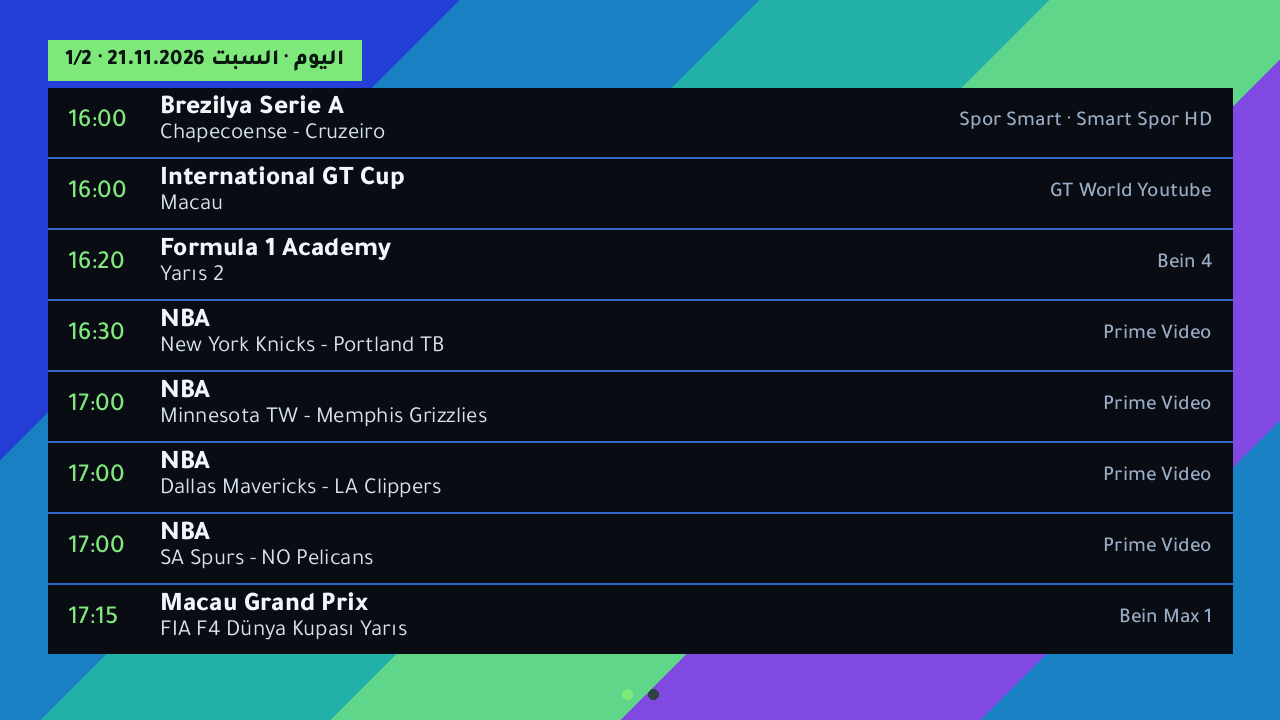 اليوم · السبت 21.11.2026 · 1/2
16:00 Brezilya Serie A
Chapecoense - Cruzeiro
Spor Smart · Smart Spor HD
16:00 International GT Cup
Macau
GT World Youtube
16:20 Formula 1 Academy
Yarıs 2
Bein 4
16:30 NBA
New York Knicks - Portland TB
Prime Video
17:00 NBA
Minnesota TW - Memphis Grizzlies
Prime Video
17:00 NBA
Dallas Mavericks - LA Clippers
Prime Video
17:00 NBA
SA Spurs - NO Pelicans
Prime Video
17:15 Macau Grand Prix
FIA F4 Dünya Kupası Yarıs
Bein Max 1